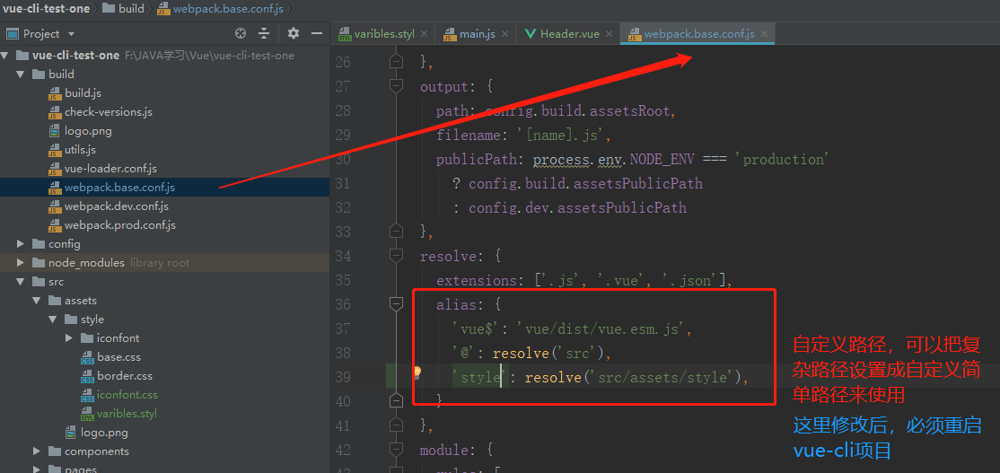 vue-cli-test-one build webpack.base.conf.js
Project
varibles.styl main.js Header.vue webpack.base.conf.js
vue-cli-test-one F:\JAVA学习\Vue\vue-cli-test-one
build
build.js
check-versions.js
logo.png
utils.js
vue-loader.conf.js
webpack.base.conf.js
webpack.dev.conf.js
webpack.prod.conf.js
config
node_modules library root
src
assets
style
iconfont
base.css
border.css
iconfont.css
varibles.styl
logo.png
components
pages
26 },
27 output: {
28 path: config.build.assetsRoot,
29 filename: '[name].js',
30 publicPath: process.env.NODE_ENV === 'production'
31 ? config.build.assetsPublicPath
32 : config.dev.assetsPublicPath
33 },
34 resolve: {
35 extensions: ['.js', '.vue', '.json'],
36 alias: {
37 'vue$': 'vue/dist/vue.esm.js',
38 '@': resolve('src'),
39 'style': resolve('src/assets/style'),
40 }
41 },
42 module: {
rules: [
自定义路径，可以把复
杂路径设置成自定义简
单路径来使用
这里修改后，必须重启
vue-cli项目